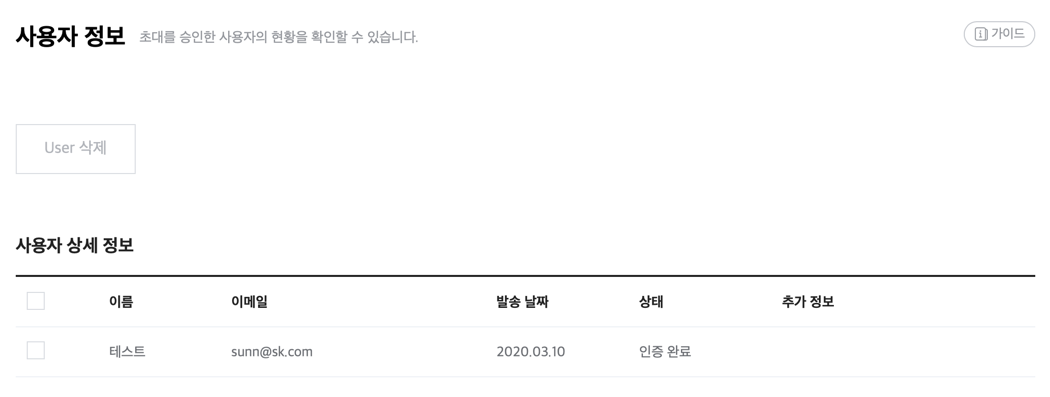 사용자 정보 초대를 승인한 사용자의 현황을 확인할 수 있습니다. 가이드
User 삭제
사용자 상세 정보
이름 이메일 발송 날짜 상태 추가 정보
테스트 sunn@sk.com 2020.03.10 인증 완료